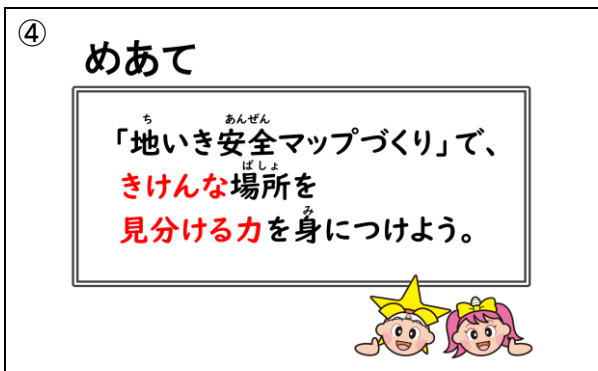 ④
めあて
「地いき安全マップづくり」で、
きけんな場所を
見分ける力を身につけよう。